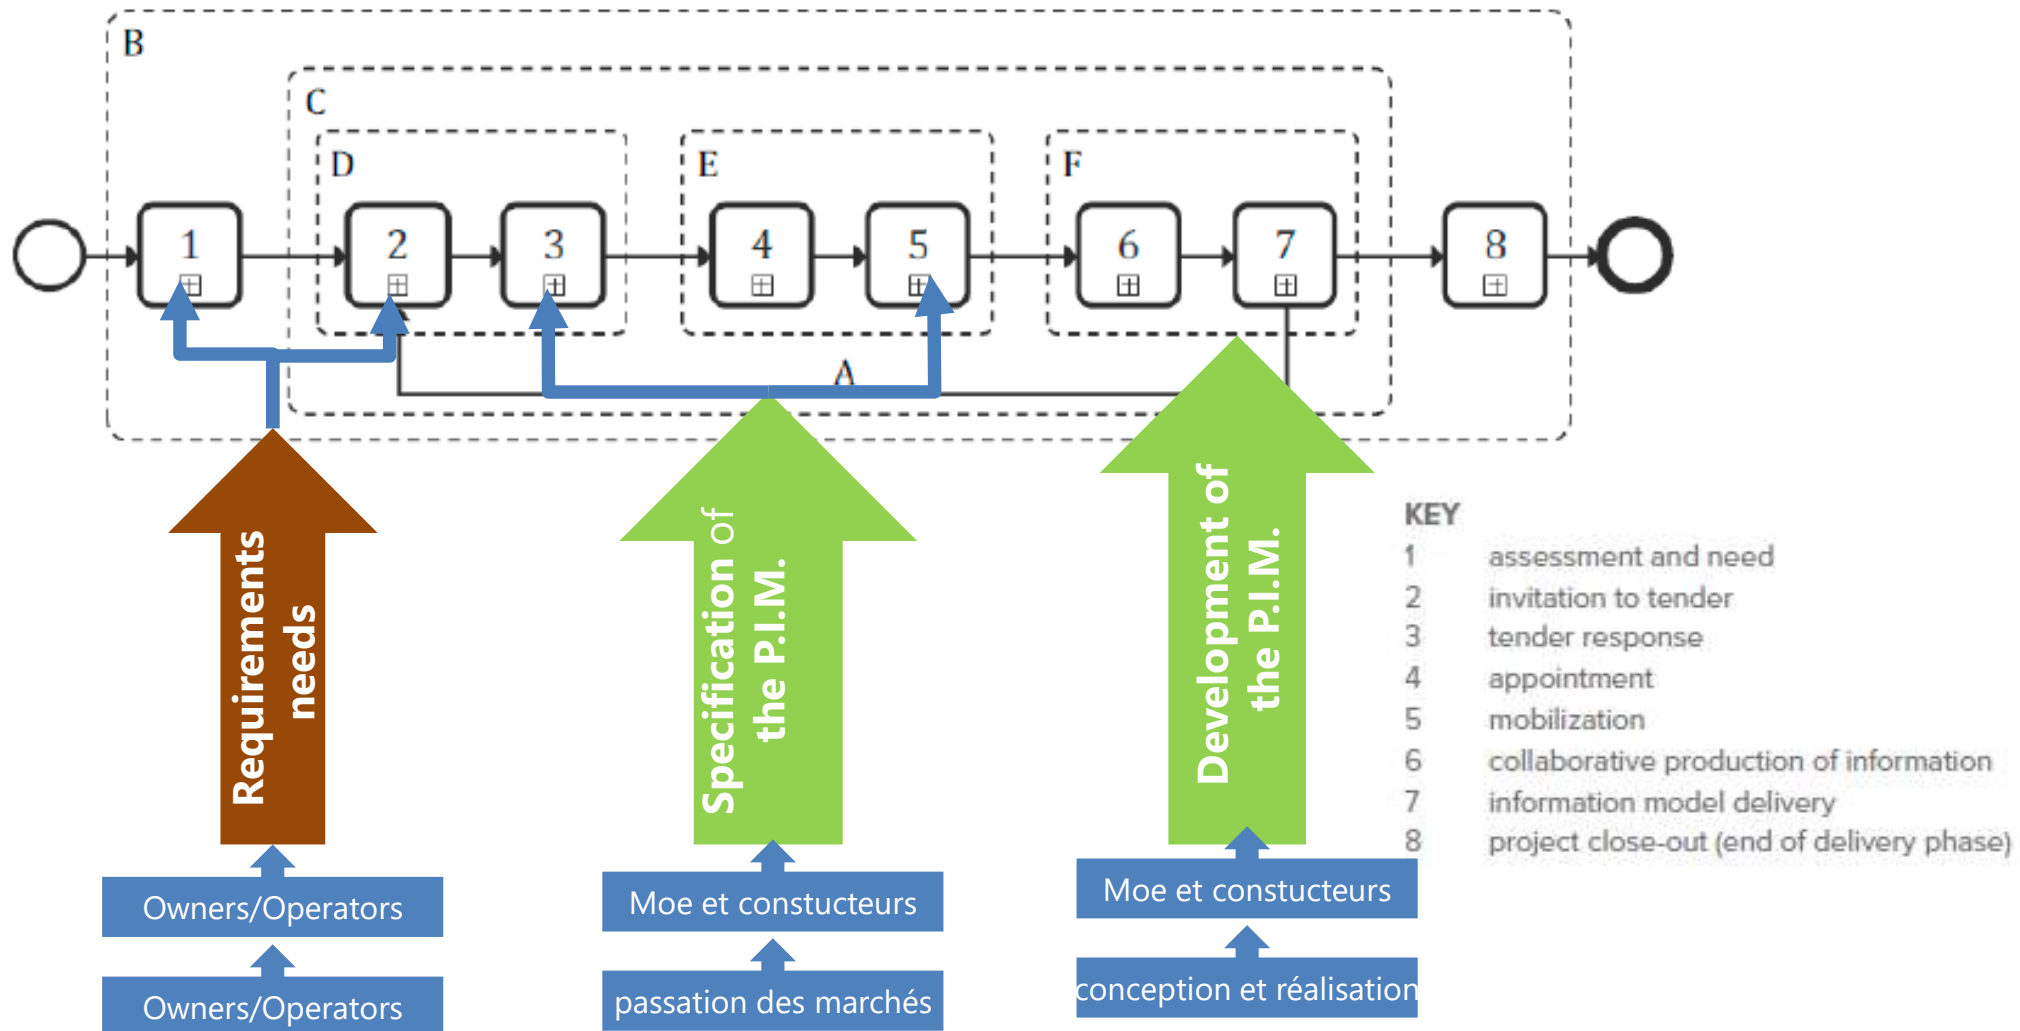 B
C
D
E
F
1
2
3
4
5
6
7
8
A
Requirements
needs
Specification of
the P.I.M.
Development of
the P.I.M.
KEY
1 assessment and need
2 invitation to tender
3 tender response
4 appointment
5 mobilization
6 collaborative production of information
7 information model delivery
8 project close-out (end of delivery phase)
Owners/Operators
Moe et constucteurs
Moe et constucteurs
Owners/Operators
passation des marchés
conception et réalisation